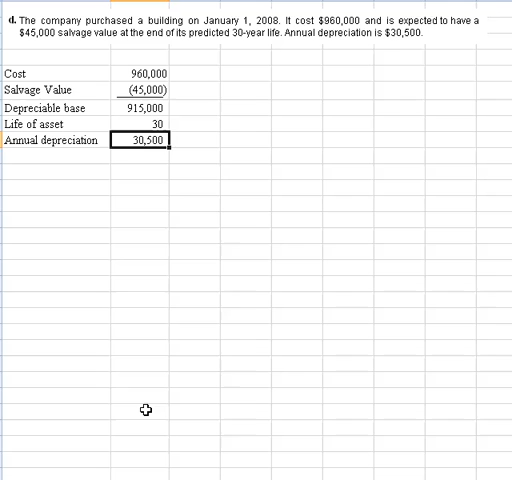 d. The company purchased a building on January 1, 2008. It cost $960,000 and is expected to have a
$45,000 salvage value at the end of its predicted 30-year life. Annual depreciation is $30,500.
Cost 960,000
Salvage Value (45,000)
Depreciable base 915,000
Life of asset 30
Annual depreciation 30,500